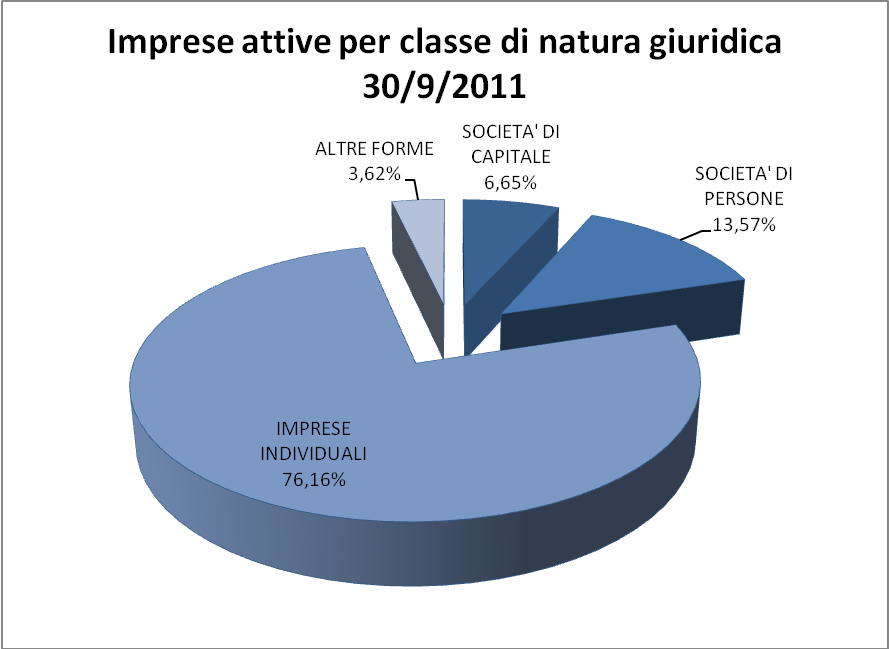 Imprese attive per classe di natura giuridica
30/9/2011
ALTRE FORME
3,62%
SOCIETA' DI
CAPITALE
6,65%
SOCIETA' DI
PERSONE
13,57%
IMPRESE
INDIVIDUALI
76,16%